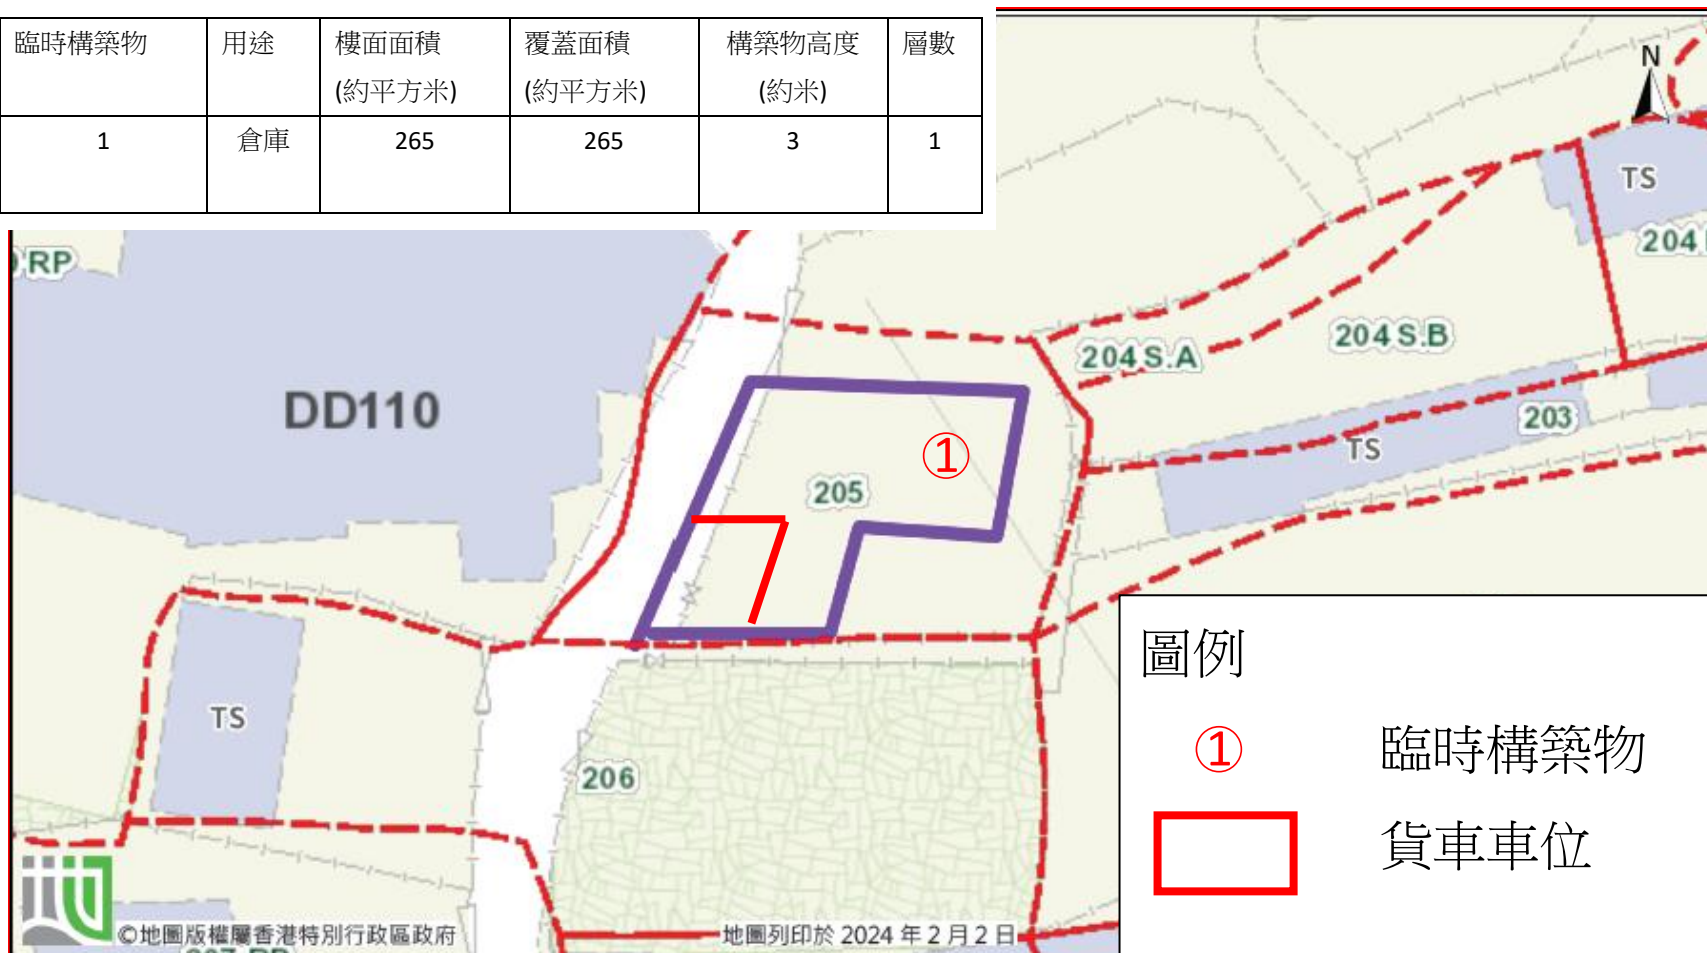 臨時構築物 用途 樓面面積 覆蓋面積 構築物高度 層數
(約平方米) (約平方米) (約米)
1 倉庫 265 265 3 1
N
TS
RP
204
204 S.B
204 S.A
DD110
203
TS
①
205
圖例
① 臨時構築物
貨車車位
TS
206
©地圖版權屬香港特別行政區政府
地圖列印於 2024 年 2 月 2 日